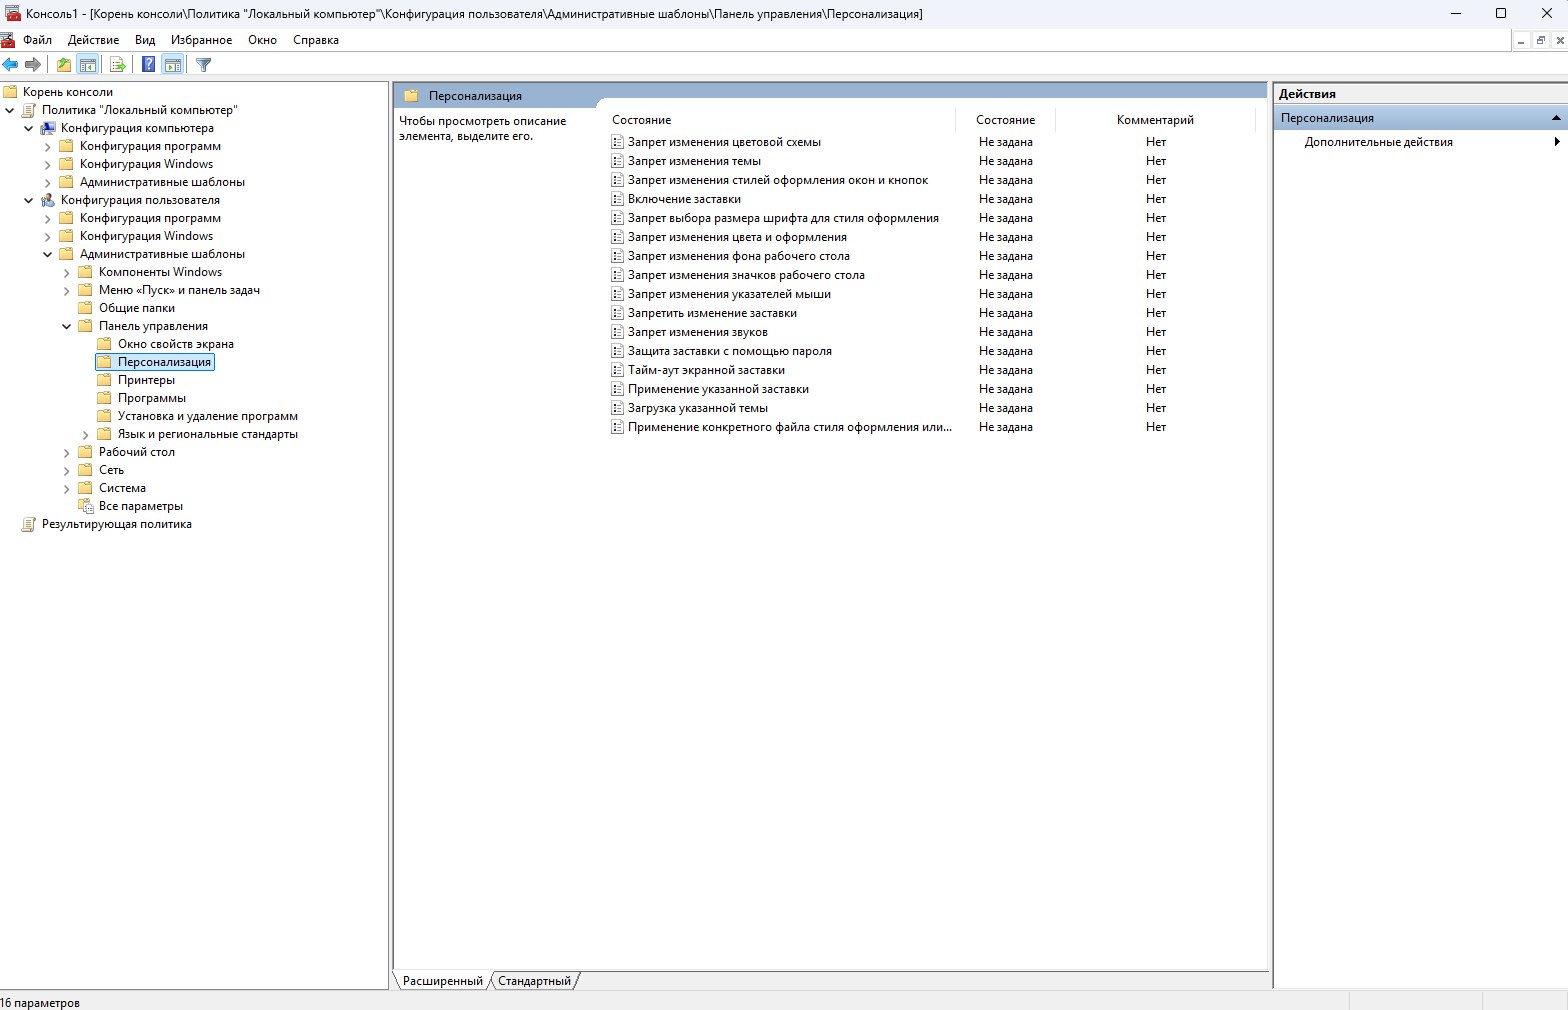 Консоль1 - [Корень консоли\Политика "Локальный компьютер"\Конфигурация пользователя\Административные шаблоны\Панель управления\Персонализация]
Файл Действие Вид Избранное Окно Справка
Корень консоли
Политика "Локальный компьютер"
Конфигурация компьютера
Конфигурация программ
Конфигурация Windows
Административные шаблоны
Конфигурация пользователя
Конфигурация программ
Конфигурация Windows
Административные шаблоны
Компоненты Windows
Меню «Пуск» и панель задач
Общие папки
Панель управления
Окно свойств экрана
Персонализация
Принтеры
Программы
Установка и удаление программ
Язык и региональные стандарты
Рабочий стол
Сеть
Система
Все параметры
Результирующая политика
Персонализация
Чтобы просмотреть описание
элемента, выделите его.
Состояние Состояние Комментарий
Запрет изменения цветовой схемы Не задана Нет
Запрет изменения темы Не задана Нет
Запрет изменения стилей оформления окон и кнопок Не задана Нет
Включение заставки Не задана Нет
Запрет выбора размера шрифта для стиля оформления Не задана Нет
Запрет изменения цвета и оформления Не задана Нет
Запрет изменения фона рабочего стола Не задана Нет
Запрет изменения значков рабочего стола Не задана Нет
Запрет изменения указателей мыши Не задана Нет
Запретить изменение заставки Не задана Нет
Запрет изменения звуков Не задана Нет
Защита заставки с помощью пароля Не задана Нет
Тайм-аут экранной заставки Не задана Нет
Применение указанной заставки Не задана Нет
Загрузка указанной темы Не задана Нет
Применение конкретного файла стиля оформления или... Не задана Нет
Действия
Персонализация
Дополнительные действия
Расширенный Стандартный
16 параметров